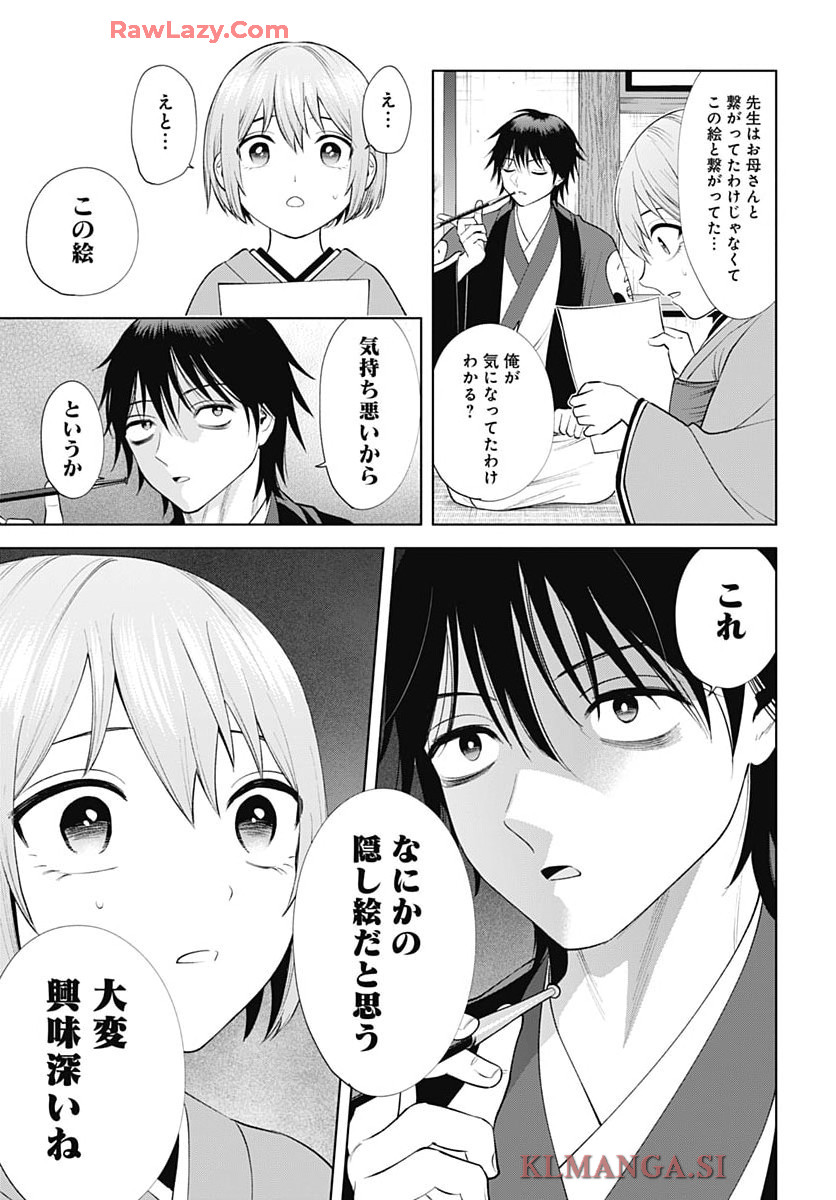 RawLazy.com
先生はお母さんと
繋がってたわけじゃなくて
この絵と繋がってた…
俺が
気になってたわけ
わかる？
え…
えと…
この絵
気持ち悪いから
というか
これ
なにかの
隠し絵だと思う
大変
興味深いね
KLMANGA.SI